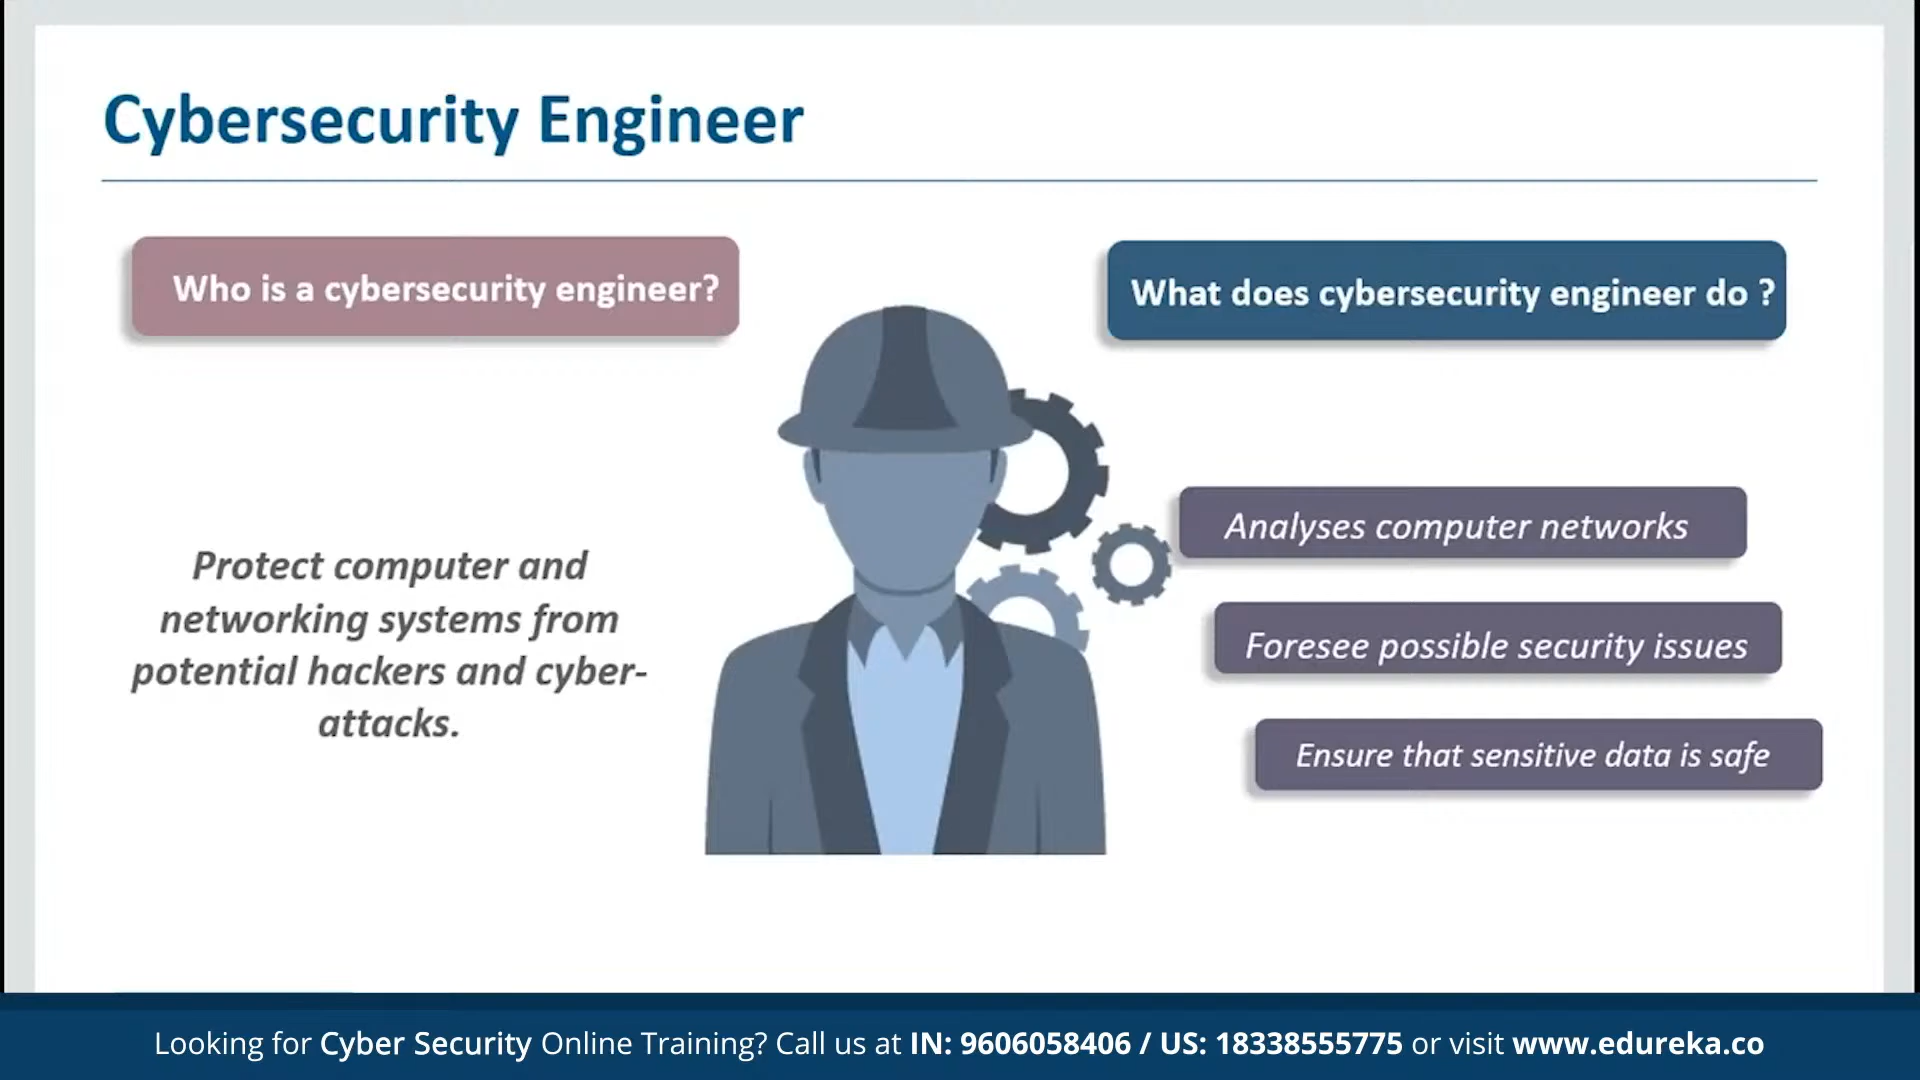 Cybersecurity Engineer
Who is a cybersecurity engineer?
Protect computer and
networking systems from
potential hackers and cyber-
attacks.
What does cybersecurity engineer do ?
Analyses computer networks
Foresee possible security issues
Ensure that sensitive data is safe
Looking for Cyber Security Online Training? Call us at IN: 9606058406 / US: 18338555775 or visit www.edureka.co